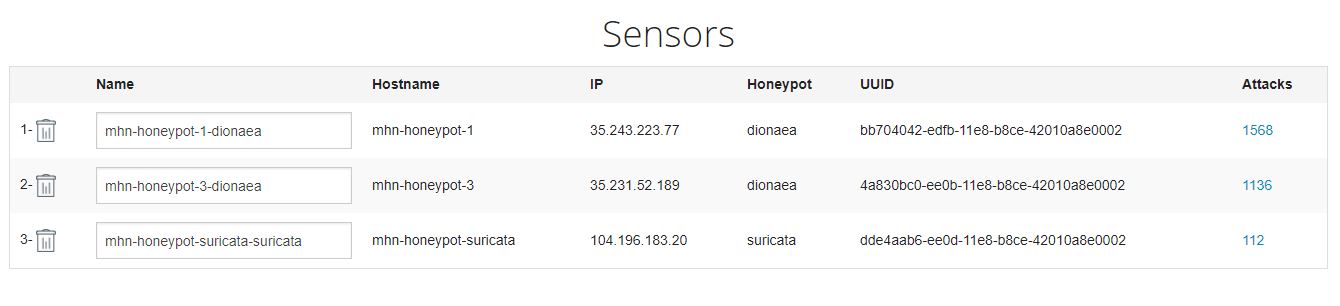 Sensors
Name Hostname IP Honeypot UUID Attacks
1- mhn-honeypot-1-dionaea mhn-honeypot-1 35.243.223.77 dionaea bb704042-edfb-11e8-b8ce-42010a8e0002 1568
2- mhn-honeypot-3-dionaea mhn-honeypot-3 35.231.52.189 dionaea 4a830bc0-ee0b-11e8-b8ce-42010a8e0002 1136
3- mhn-honeypot-suricata-suricata mhn-honeypot-suricata 104.196.183.20 suricata dde4aab6-ee0d-11e8-b8ce-42010a8e0002 112